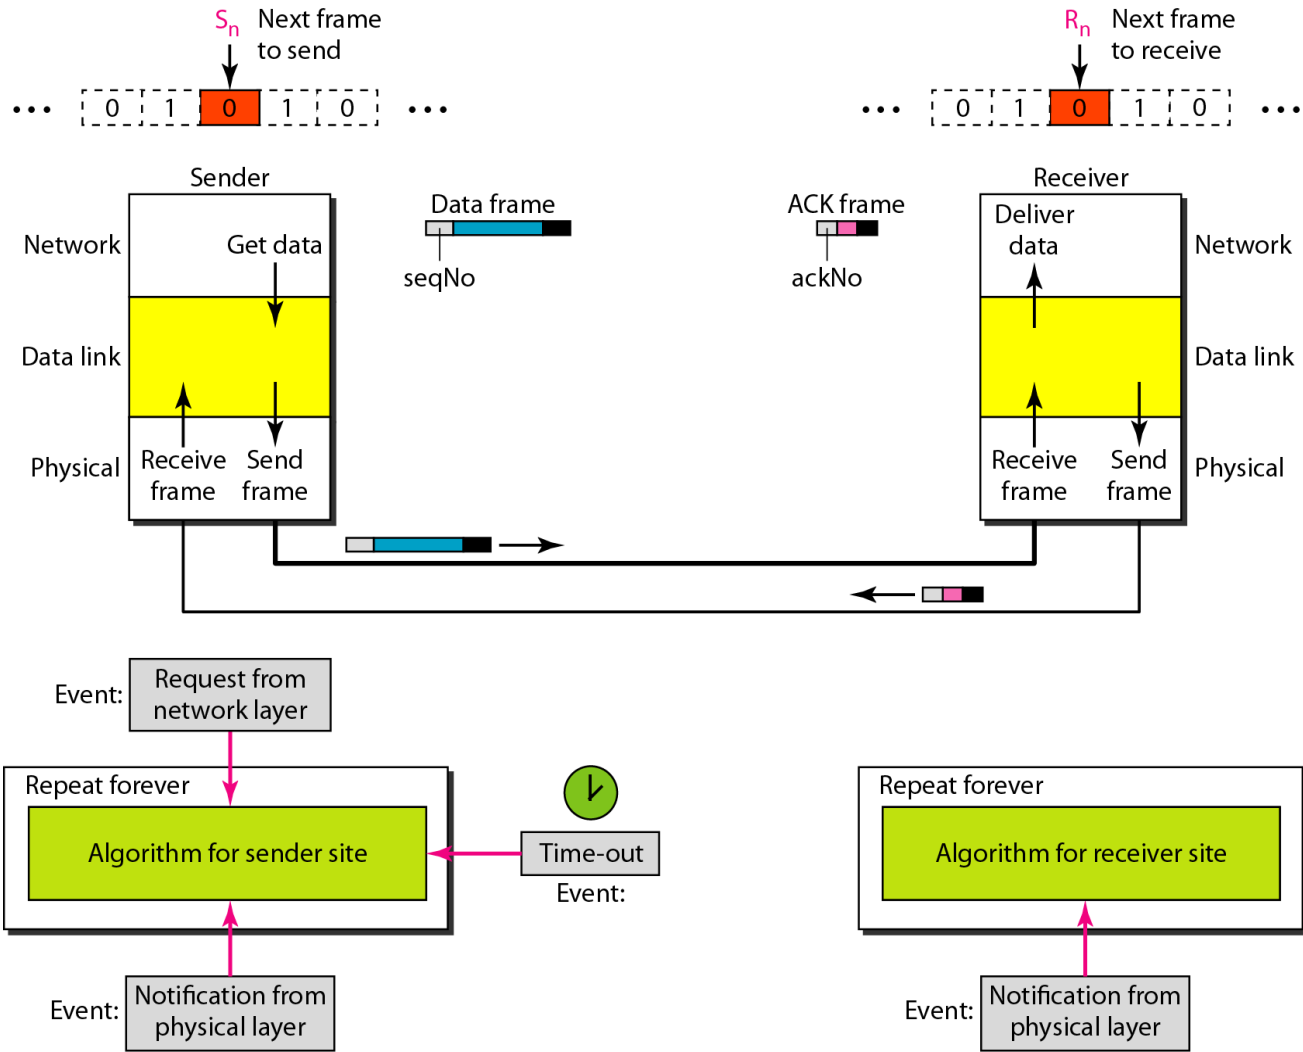 Sn Next frame
to send
Rn Next frame
to receive
••• 0 1 0 1 0 •••
••• 0 1 0 1 0 •••
Sender
Receiver
Data frame
seqNo
ACK frame
ackNo
Network
Get data
Deliver
data
Network
Data link
Data link
Physical
Receive
frame
Send
frame
Receive
frame
Send
frame
Physical
Event:
Request from
network layer
Repeat forever
Algorithm for sender site
Time-out
Event:
Repeat forever
Algorithm for receiver site
Event:
Notification from
physical layer
Event:
Notification from
physical layer